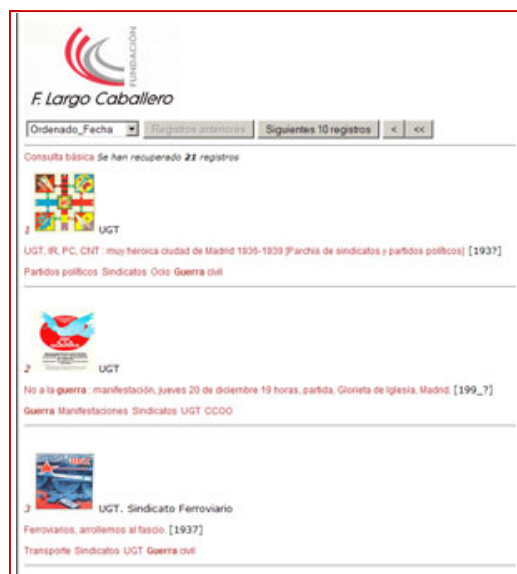 FUNDACIÓN
F. Largo Caballero
Ordenado_Fecha Registros anteriores Siguientes 10 registros < <<
Consulta básica Se han recuperado 21 registros
1 UGT
UGT, IR, PC, CNT : muy heroica ciudad de Madrid 1936-1939 [Parchis de sindicatos y partidos políticos] [193?]
Partidos políticos Sindicatos Ocio Guerra civil
2 UGT
No a la guerra : manifestación, jueves 20 de diciembre 19 horas, partida, Glorieta de Iglesia, Madrid. [199_?]
Guerra Manifestaciones Sindicatos UGT CCOO
3 UGT. Sindicato Ferroviario
Ferroviarios, arrollemos al fascio. [1937]
Transporte Sindicatos UGT Guerra civil